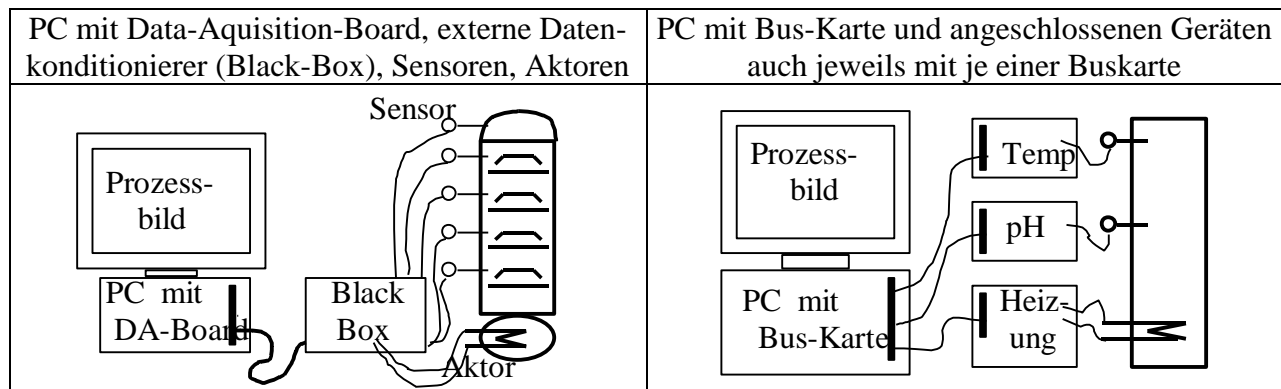 PC mit Data-Aquisition-Board, externe Daten-
konditionierer (Black-Box), Sensoren, Aktoren
PC mit Bus-Karte und angeschlossenen Geräten
auch jeweils mit je einer Buskarte
Sensor
Prozess-
bild
PC mit
DA-Board
Black
Box
Aktor
Prozess-
bild
PC mit
Bus-Karte
Temp
pH
Heiz-
ung